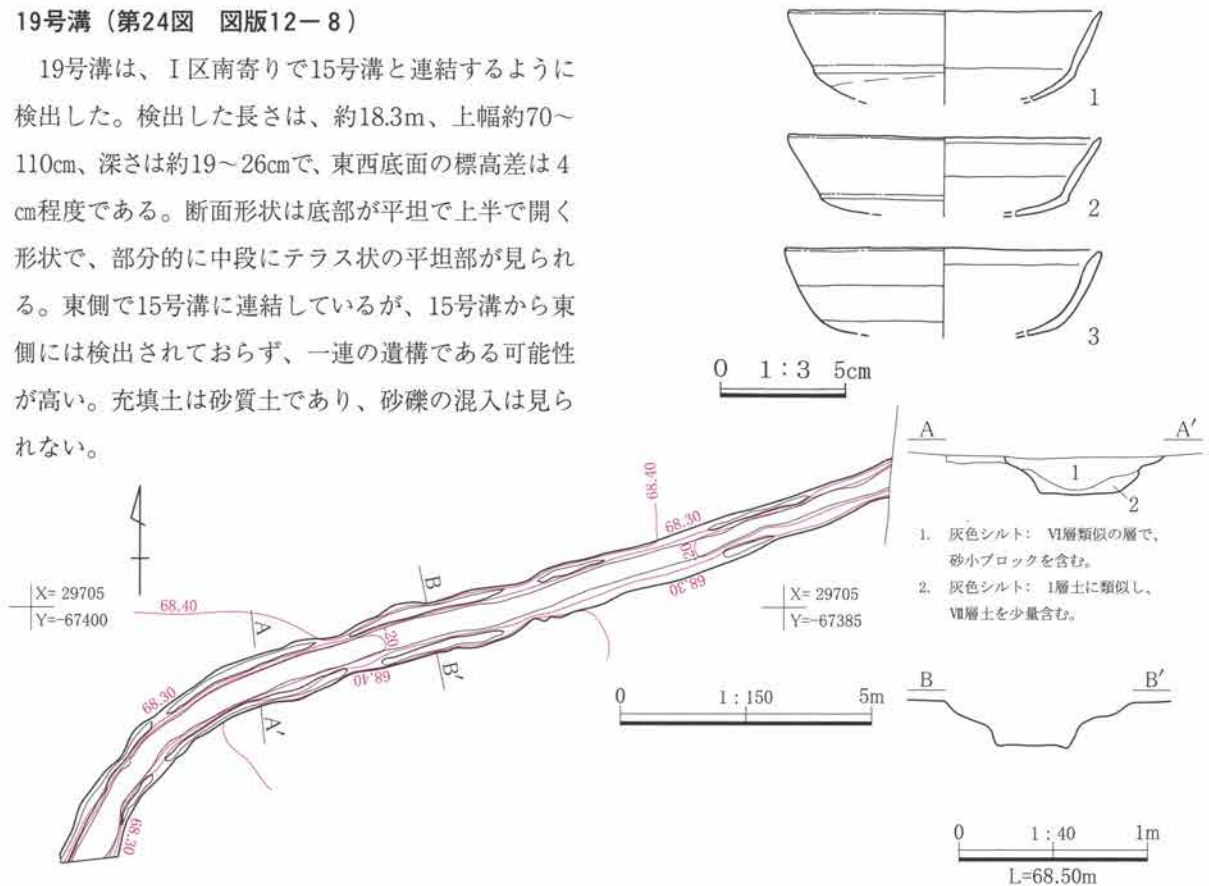 19号溝（第24図　図版12－8）
　19号溝は、Ⅰ区南寄りで15号溝と連結するように
検出した。検出した長さは、約18.3m、上幅約70～
110cm、深さは約19～26cmで、東西底面の標高差は4
cm程度である。断面形状は底部が平坦で上半で開く
形状で、部分的に中段にテラス状の平坦部が見られ
る。東側で15号溝に連結しているが、15号溝から東
側には検出されておらず、一連の遺構である可能性
が高い。充填土は砂質土であり、砂礫の混入は見ら
れない。
1
2
3
0　1：3　5cm
A　A′
1
2
1.　灰色シルト：　Ⅵ層類似の層で、
砂小ブロックを含む。
2.　灰色シルト：　Ⅰ層土に類似し、
Ⅶ層土を少量含む。
B　B′
0　1：40　1m
L=68.50m
68.40
68.30
.20
68.30
X= 29705
Y=-67385
X= 29705
Y=-67400
68.40
A
B
.20
B′
68.40
68.30
A′
68.30
0　1：150　5m